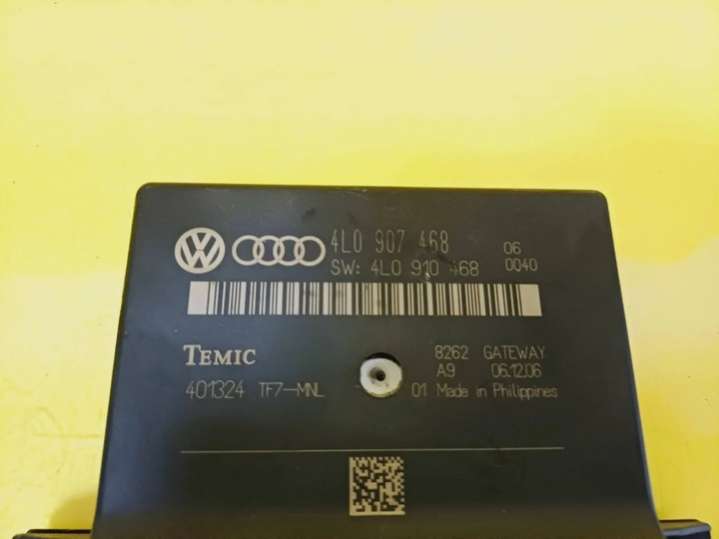 4L0 907 468 06
SW: 4L0 910 468 0040
TEMIC 8262 GATEWAY
A9 06.12.06
401324 TF7-MNL 01 Made in Philippines